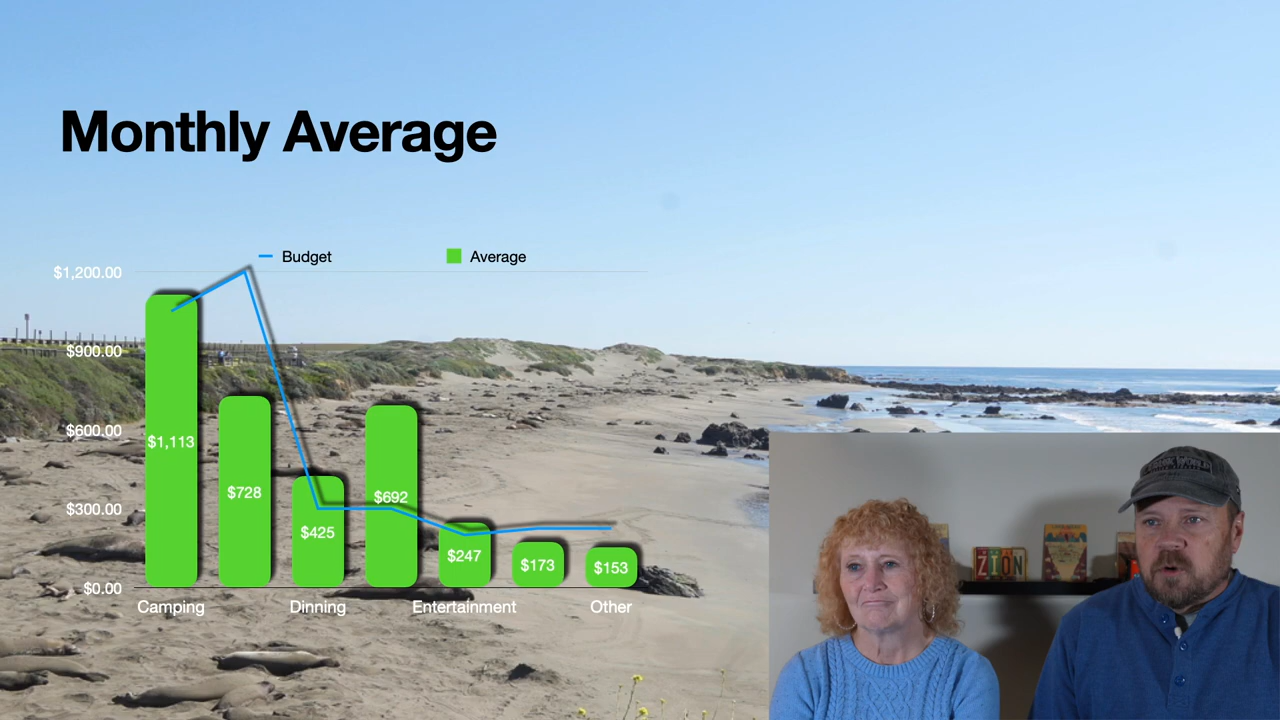 Monthly Average
Budget
Average
$1,200.00
$900.00
$600.00
$300.00
$0.00
$1,113
$728
$425
$692
$247
$173
$153
Camping
Dinning
Entertainment
Other
ZION